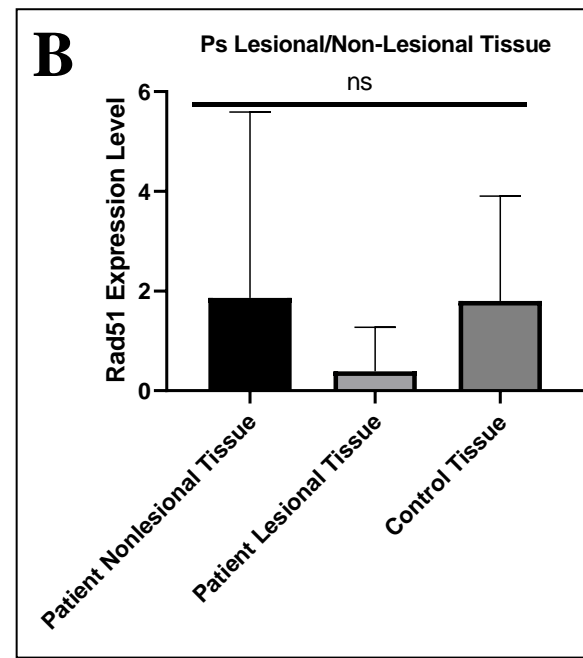 B
Ps Lesional/Non-Lesional Tissue
ns
Rad51 Expression Level
6
4
2
0
Patient Nonlesional Tissue
Patient Lesional Tissue
Control Tissue